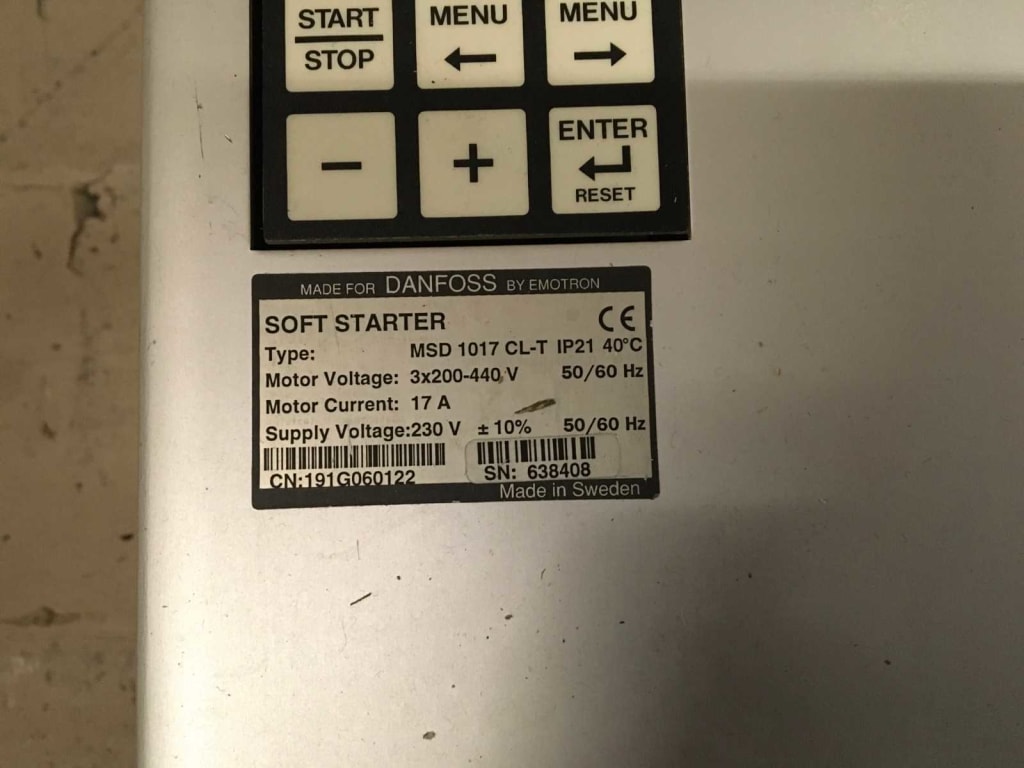 START MENU MENU
STOP ← →
− + ENTER
↵
RESET
MADE FOR DANFOSS BY EMOTRON
SOFT STARTER CE
Type: MSD 1017 CL-T IP21 40°C
Motor Voltage: 3x200-440 V 50/60 Hz
Motor Current: 17 A
Supply Voltage:230 V ± 10% 50/60 Hz
CN:191G060122 SN: 638408
Made in Sweden